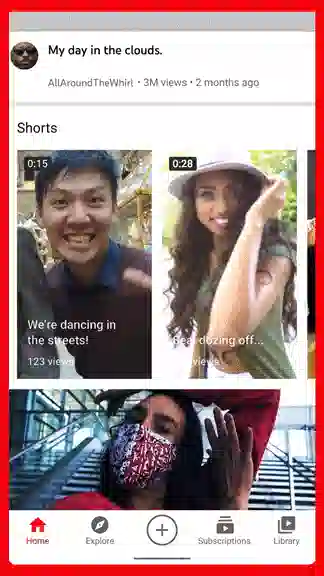 My day in the clouds.
AllAroundTheWhirl • 3M views • 2 months ago
Shorts
0:15
0:28
We're dancing in
the streets!
dozing off...
123 views
views
Home
Explore
Subscriptions
Library